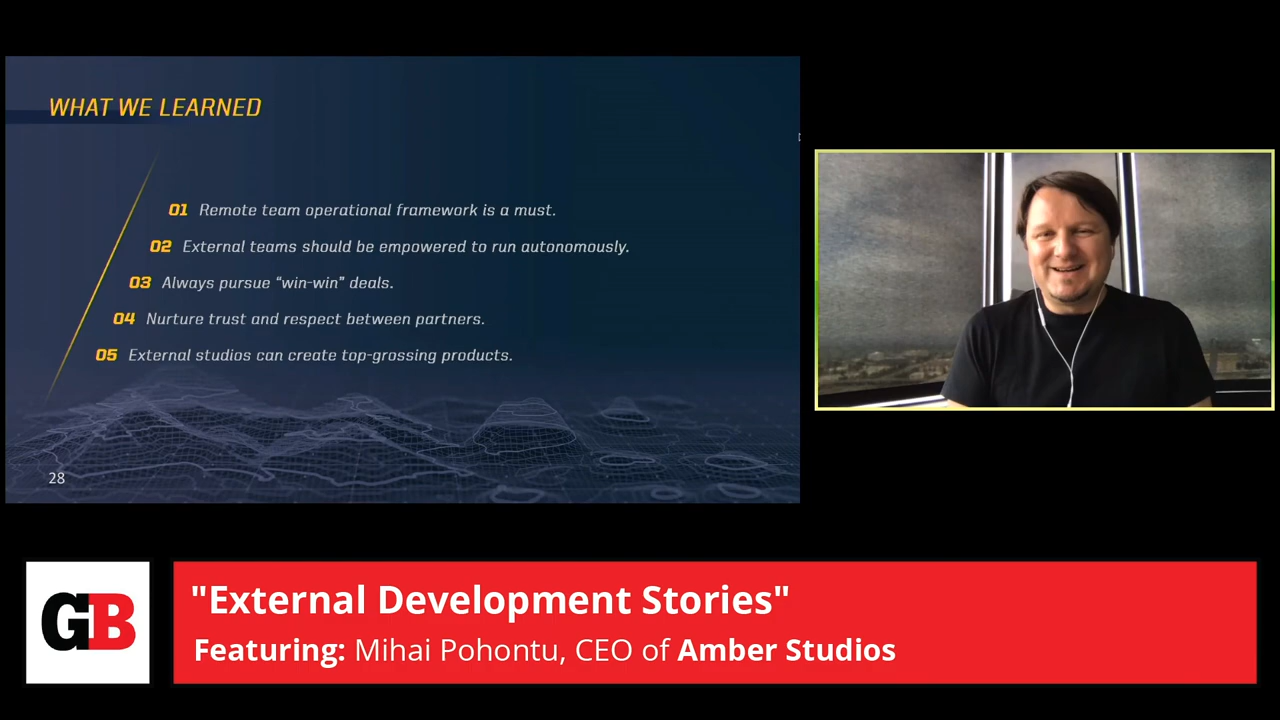 WHAT WE LEARNED
01 Remote team operational framework is a must.
02 External teams should be empowered to run autonomously.
03 Always pursue “win-win” deals.
04 Nurture trust and respect between partners.
05 External studios can create top-grossing products.
28
GB
"External Development Stories"
Featuring: Mihai Pohontu, CEO of Amber Studios